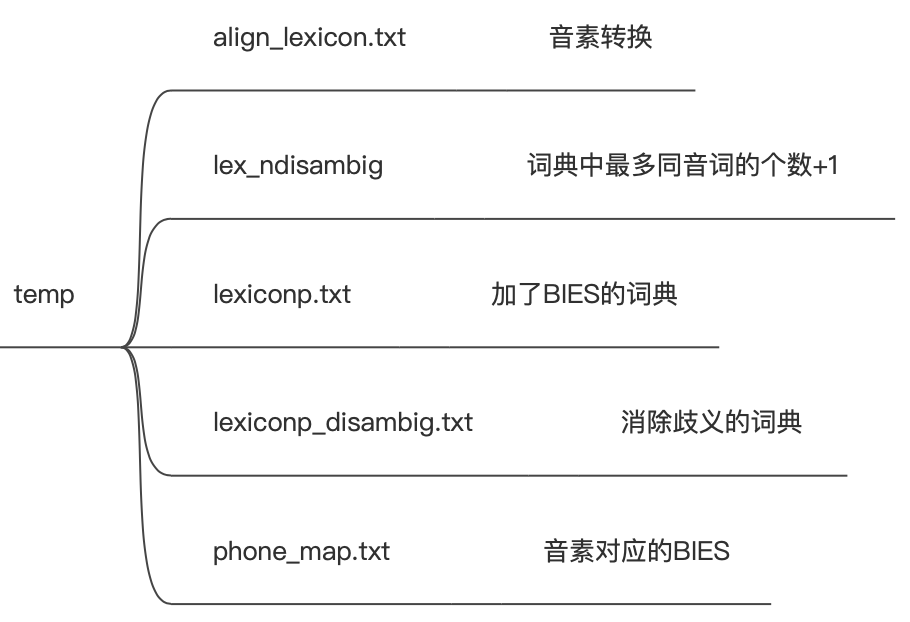 align_lexicon.txt 音素转换
lex_ndisambig 词典中最多同音词的个数+1
temp
lexiconp.txt 加了BIES的词典
lexiconp_disambig.txt 消除歧义的词典
phone_map.txt 音素对应的BIES